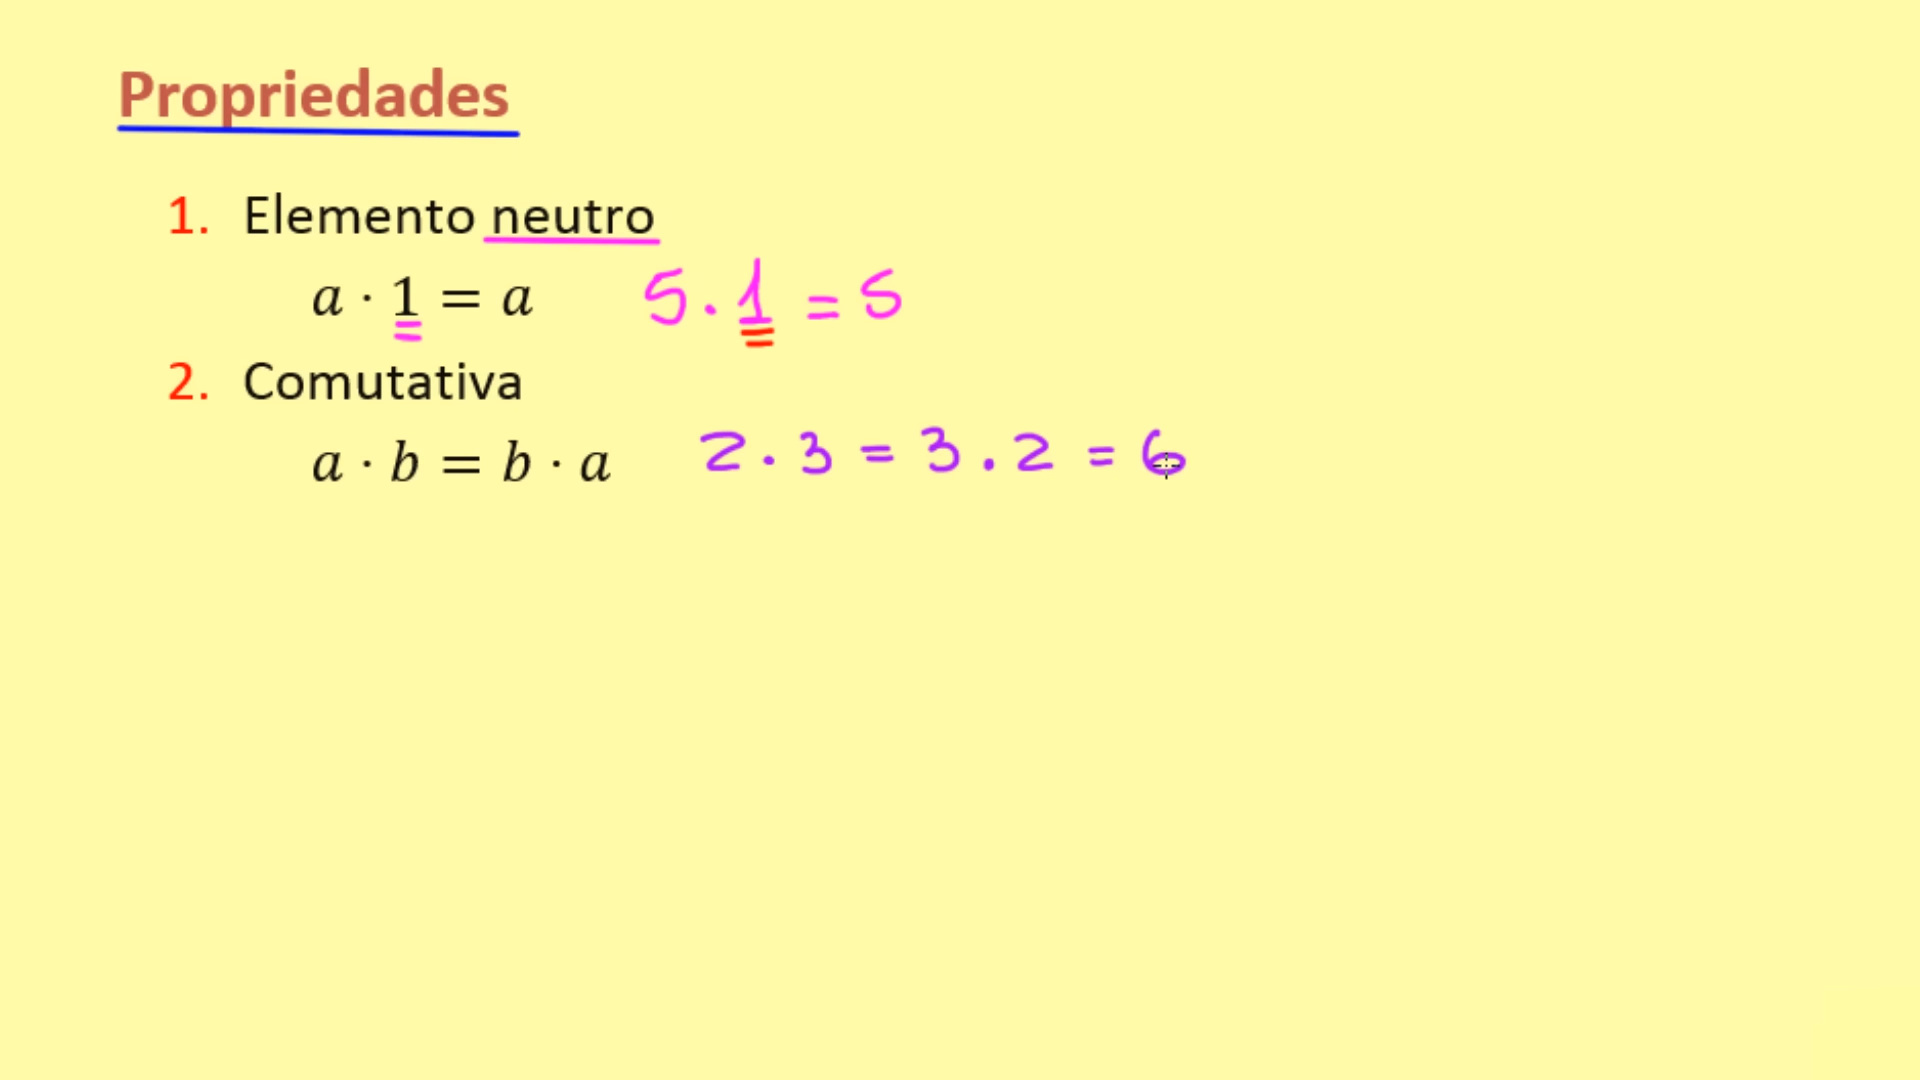 Propriedades
1. Elemento neutro
a · 1 = a 5 . 1 = 5
2. Comutativa
a · b = b · a 2 . 3 = 3 . 2 = 6